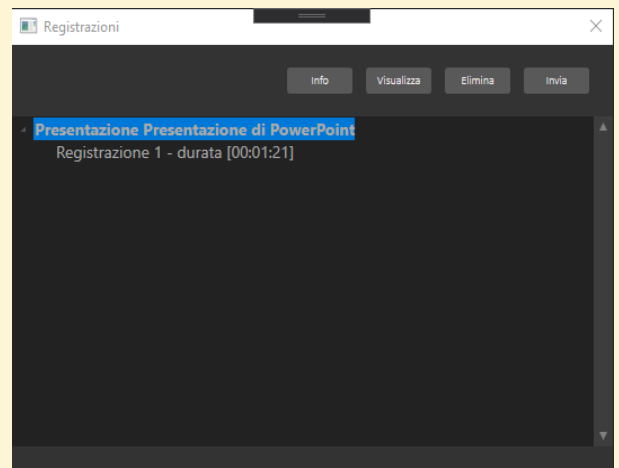 Registrazioni
Info Visualizza Elimina Invia
Presentazione Presentazione di PowerPoint
Registrazione 1 - durata [00:01:21]